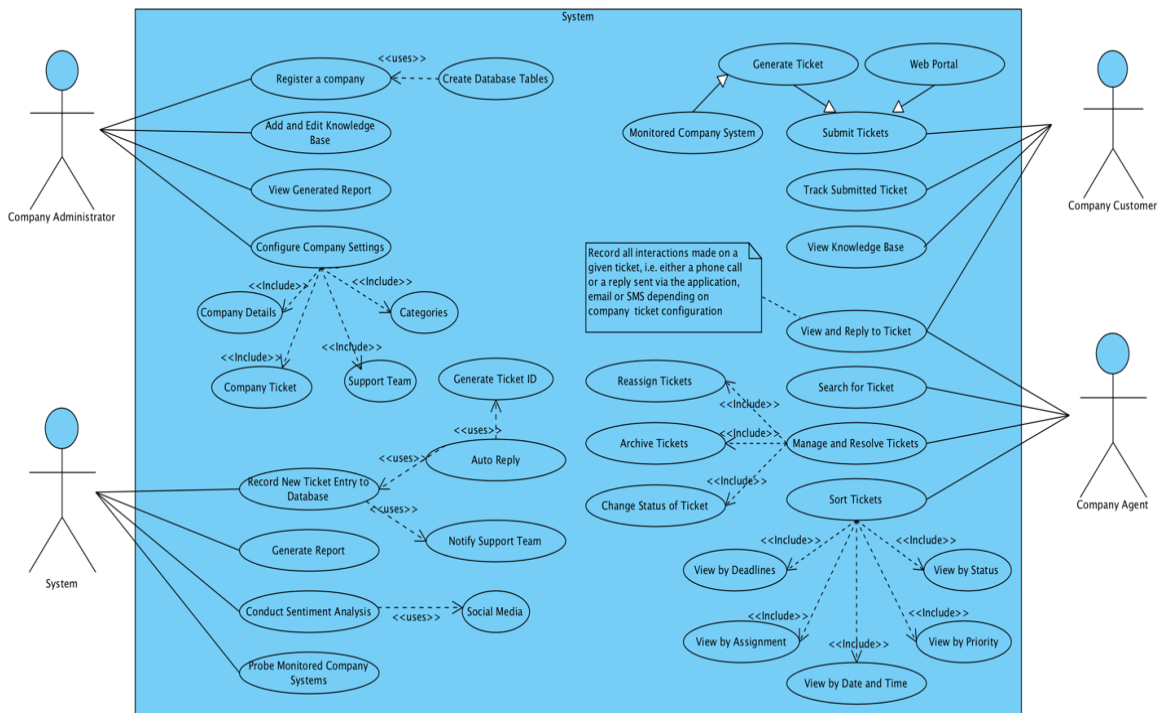 System
<<uses>>
Register a company
Create Database Tables
Generate Ticket
Web Portal
Add and Edit Knowledge
Base
Monitored Company System
Submit Tickets
View Generated Report
Track Submitted Ticket
Company Administrator
Company Customer
Configure Company Settings
View Knowledge Base
Record all interactions made on a
given ticket, i.e. either a phone call
or a reply sent via the application,
email or SMS depending on
company ticket configuration
<<Include>>
<<Include>>
Company Details
Categories
View and Reply to Ticket
<<Include>>
<<Include>>
Company Ticket
Support Team
Generate Ticket ID
Reassign Tickets
Search for Ticket
<<Include>>
<<uses>>
<<Include>>
Archive Tickets
Manage and Resolve Tickets
<<uses>>
Auto Reply
<<Include>>
Record New Ticket Entry to
Database
Change Status of Ticket
Sort Tickets
Company Agent
<<uses>>
Notify Support Team
Generate Report
<<Include>>
<<Include>>
View by Deadlines
View by Status
System
Conduct Sentiment Analysis
<<uses>>
Social Media
<<Include>>
<<Include>>
View by Assignment
<<Include>>
View by Priority
Probe Monitored Company
Systems
View by Date and Time